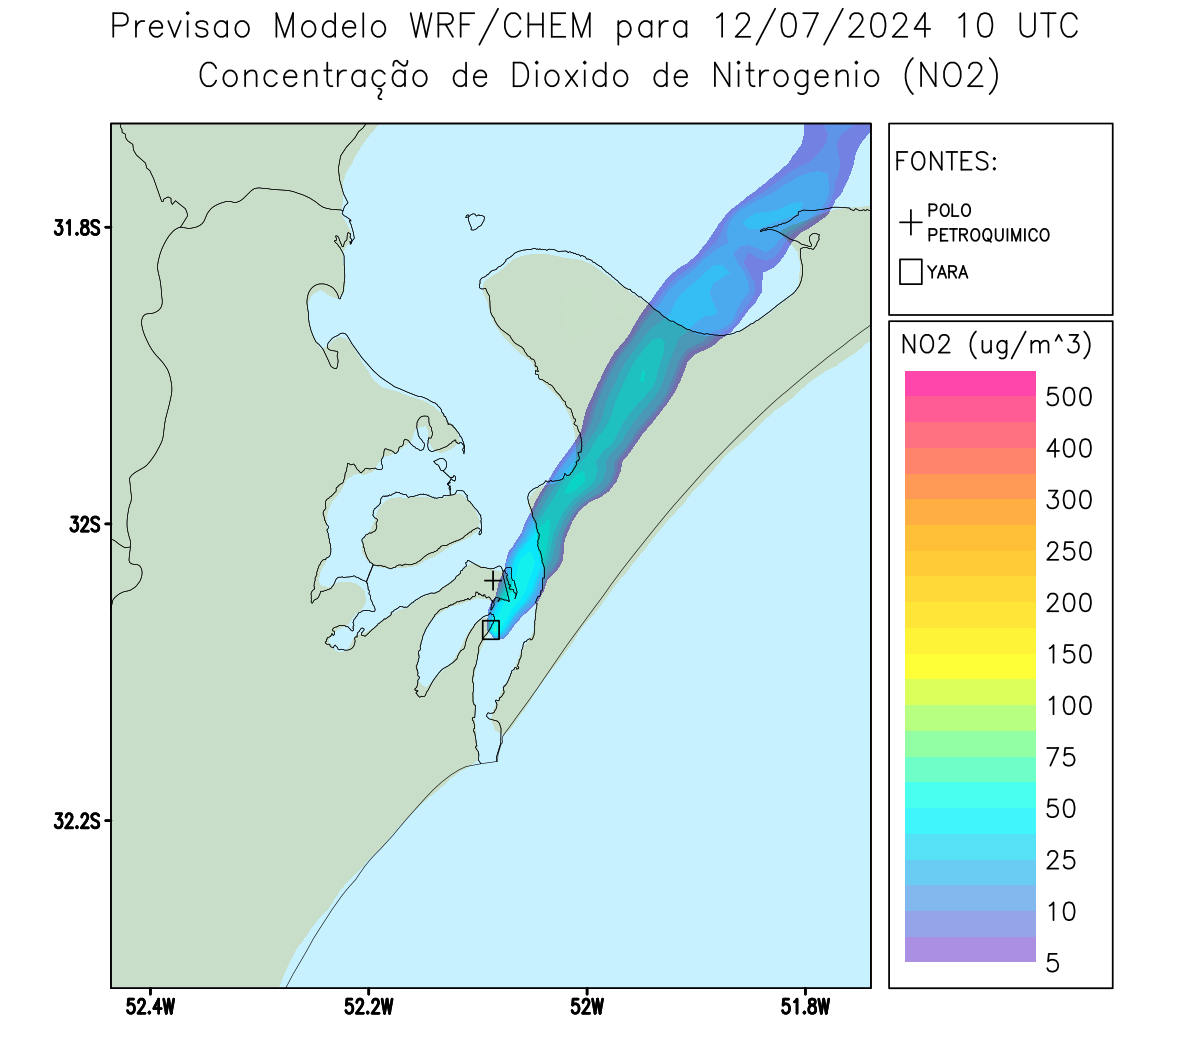 Previsao Modelo WRF/CHEM para 12/07/2024 10 UTC
Concentração de Dioxido de Nitrogenio (NO2)
FONTES:
POLO
PETROQUIMICO
YARA
NO2 (ug/m^3)
500
400
300
250
200
150
100
75
50
25
10
5
31.8S
32S
32.2S
52.4W
52.2W
52W
51.8W